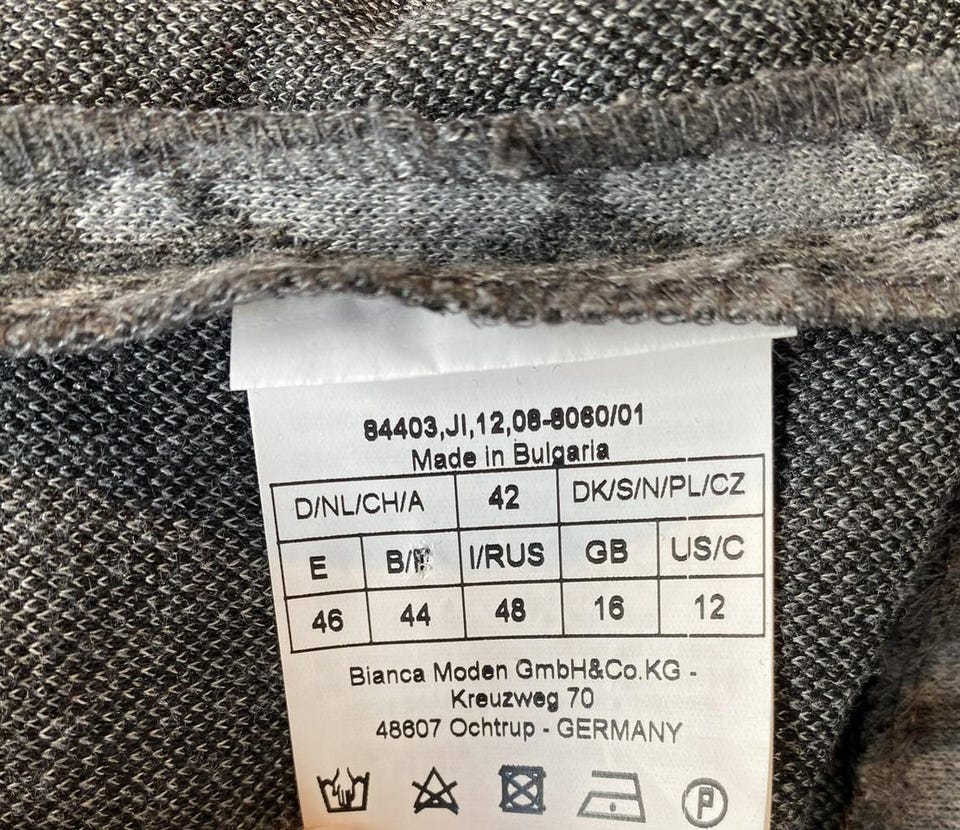 84403,JI,12,08-8060/01
Made in Bulgaria
D/NL/CH/A 42 DK/S/N/PL/CZ
E B/F I/RUS GB US/C
46 44 48 16 12
Bianca Moden GmbH&Co.KG -
Kreuzweg 70
48607 Ochtrup - GERMANY
P